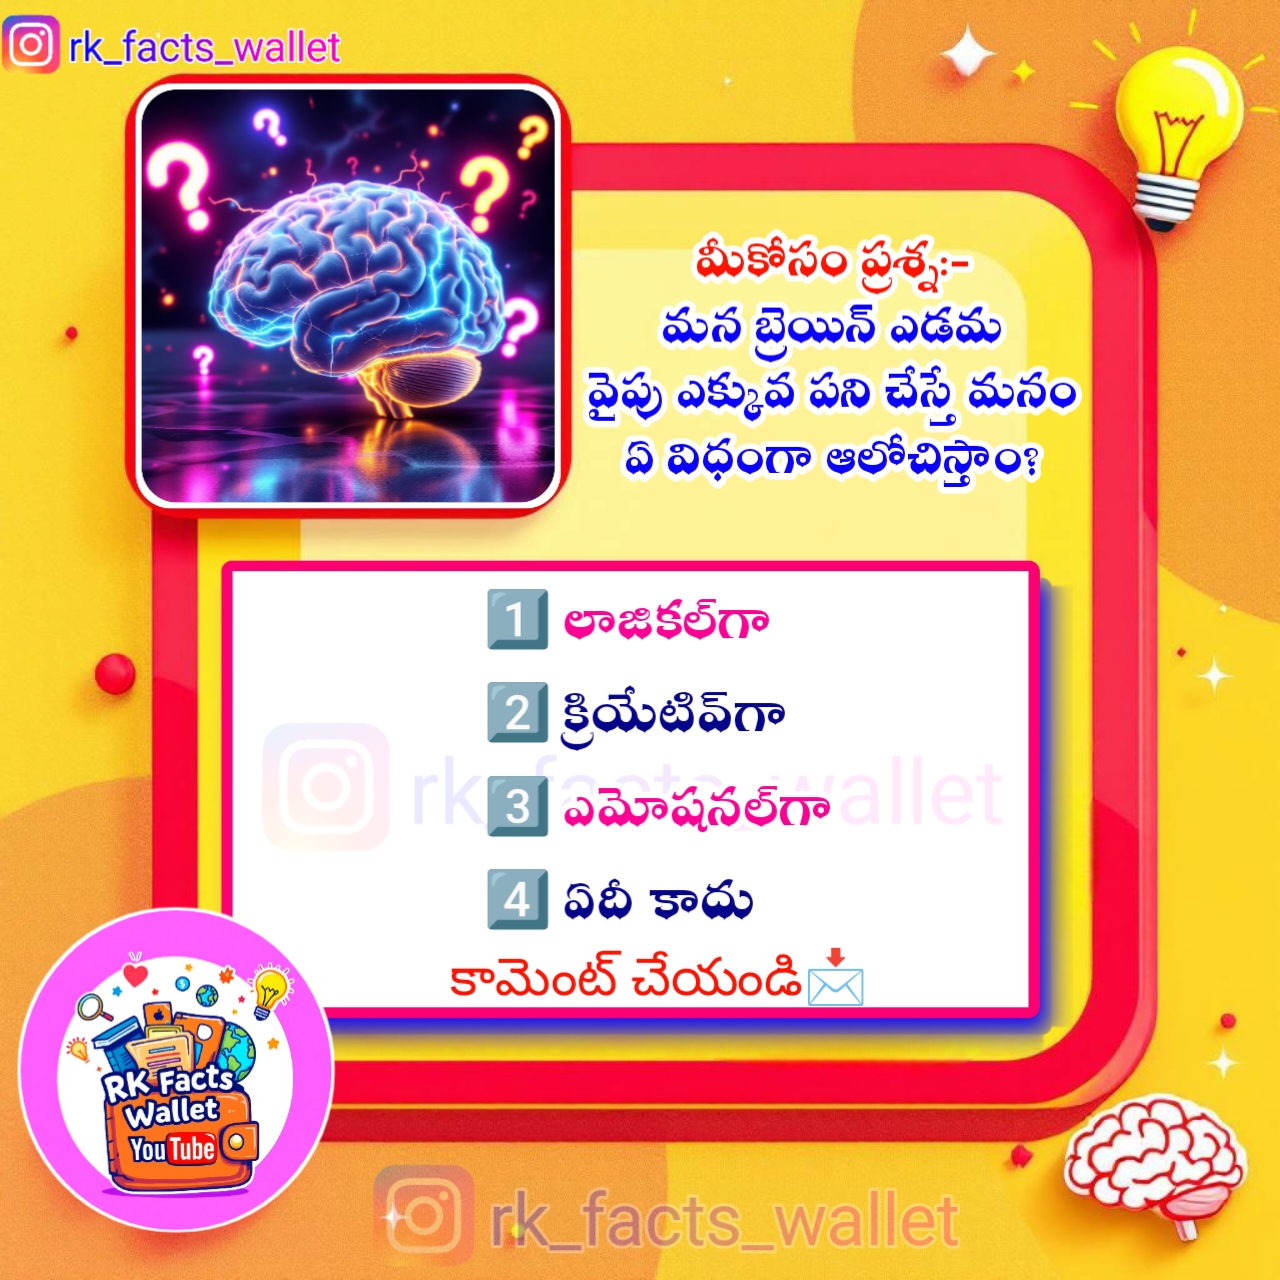 rk_facts_wallet
మీకోసం ప్రశ్న:-
మన బ్రెయిన్ ఎడమ
వైపు ఎక్కువ పని చేస్తే మనం
ఏ విధంగా ఆలోచిస్తాం?
1 లాజికల్‌గా
2 క్రియేటివ్‌గా
rk_facts_wallet
3 ఎమోషనల్‌గా
4 ఏదీ కాదు
కామెంట్ చేయండి📩
RK Facts
Wallet
YouTube
rk_facts_wallet